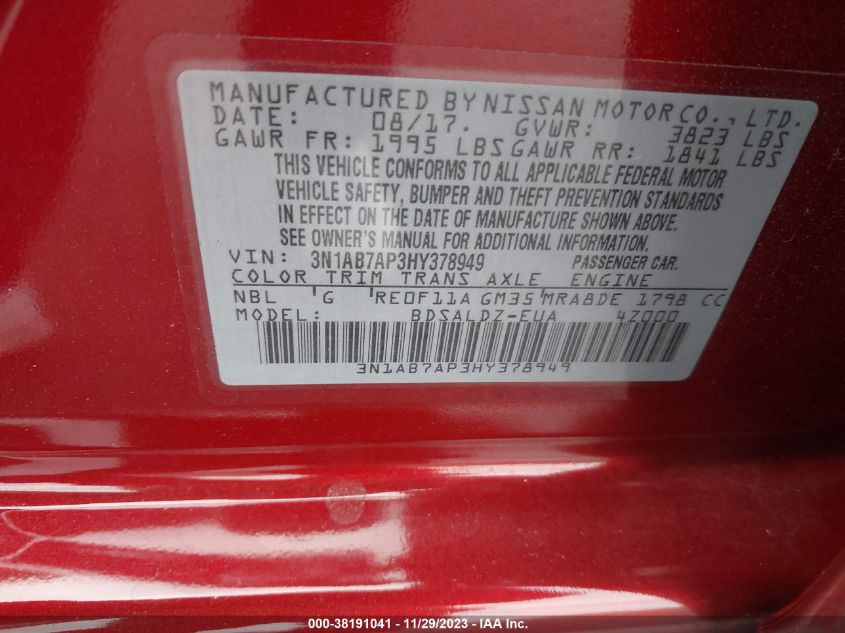 MANUFACTURED BY NISSAN MOTOR CO., LTD.
DATE: 08/17. GVWR: 3823 LBS
GAWR FR: 1995 LBS GAWR RR: 1841 LBS
THIS VEHICLE CONFORMS TO ALL APPLICABLE FEDERAL MOTOR
VEHICLE SAFETY, BUMPER AND THEFT PREVENTION STANDARDS
IN EFFECT ON THE DATE OF MANUFACTURE SHOWN ABOVE.
SEE OWNER'S MANUAL FOR ADDITIONAL INFORMATION.
VIN: 3N1AB7AP3HY378949 PASSENGER CAR.
COLOR TRIM TRANS AXLE ENGINE
NBL G RE0F11A GM35 MRA8DE 1798 CC
MODEL: BDSALDZ-EUA 4Z000
3N1AB7AP3HY378949
000-38191041 - 11/29/2023 - IAA Inc.